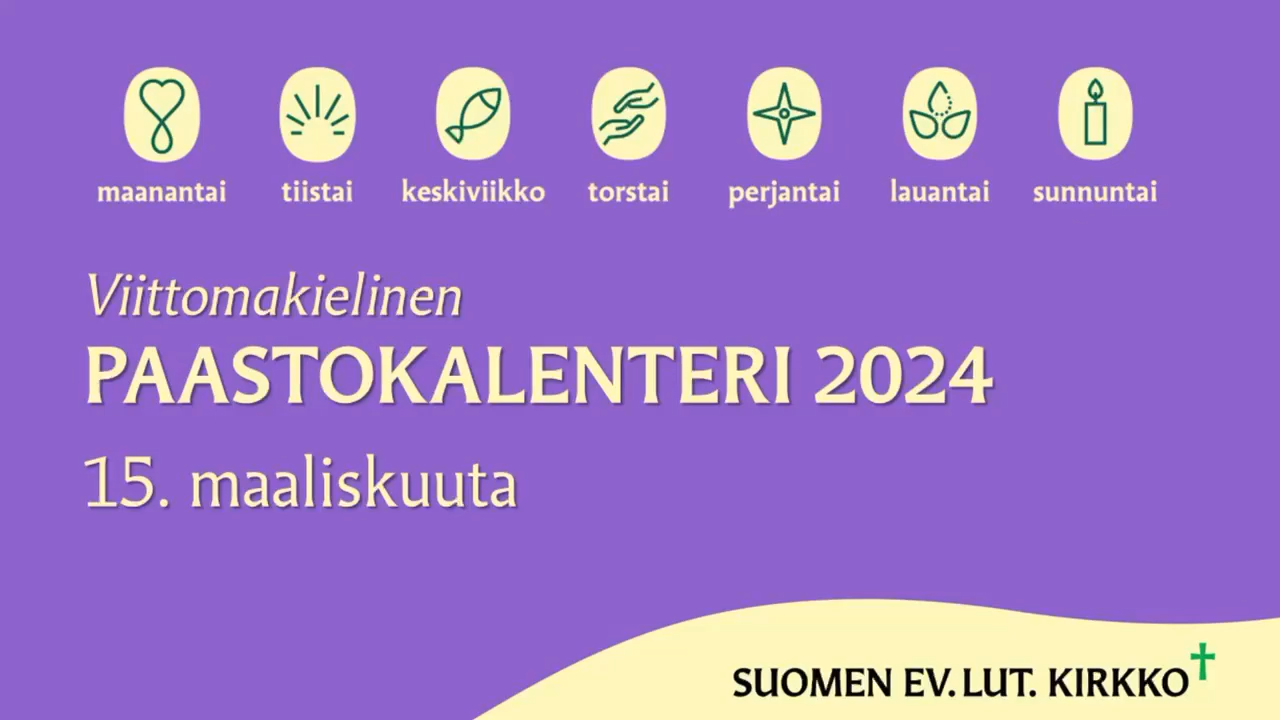 maanantai tiistai keskiviikko torstai perjantai lauantai sunnuntai
Viittomakielinen
PAASTOKALENTERI 2024
15. maaliskuuta
SUOMEN EV. LUT. KIRKKO